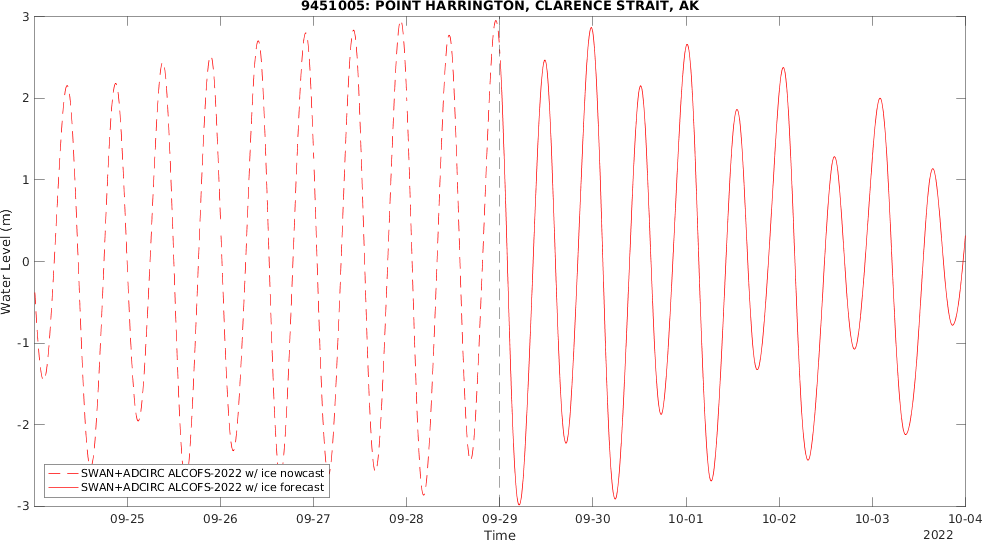 9451005: POINT HARRINGTON, CLARENCE STRAIT, AK
3
2
1
0
-1
-2
-3
Water Level (m)
SWAN+ADCIRC ALCOFS-2022 w/ ice nowcast
SWAN+ADCIRC ALCOFS-2022 w/ ice forecast
09-25 09-26 09-27 09-28 09-29 09-30 10-01 10-02 10-03 10-04
Time
2022